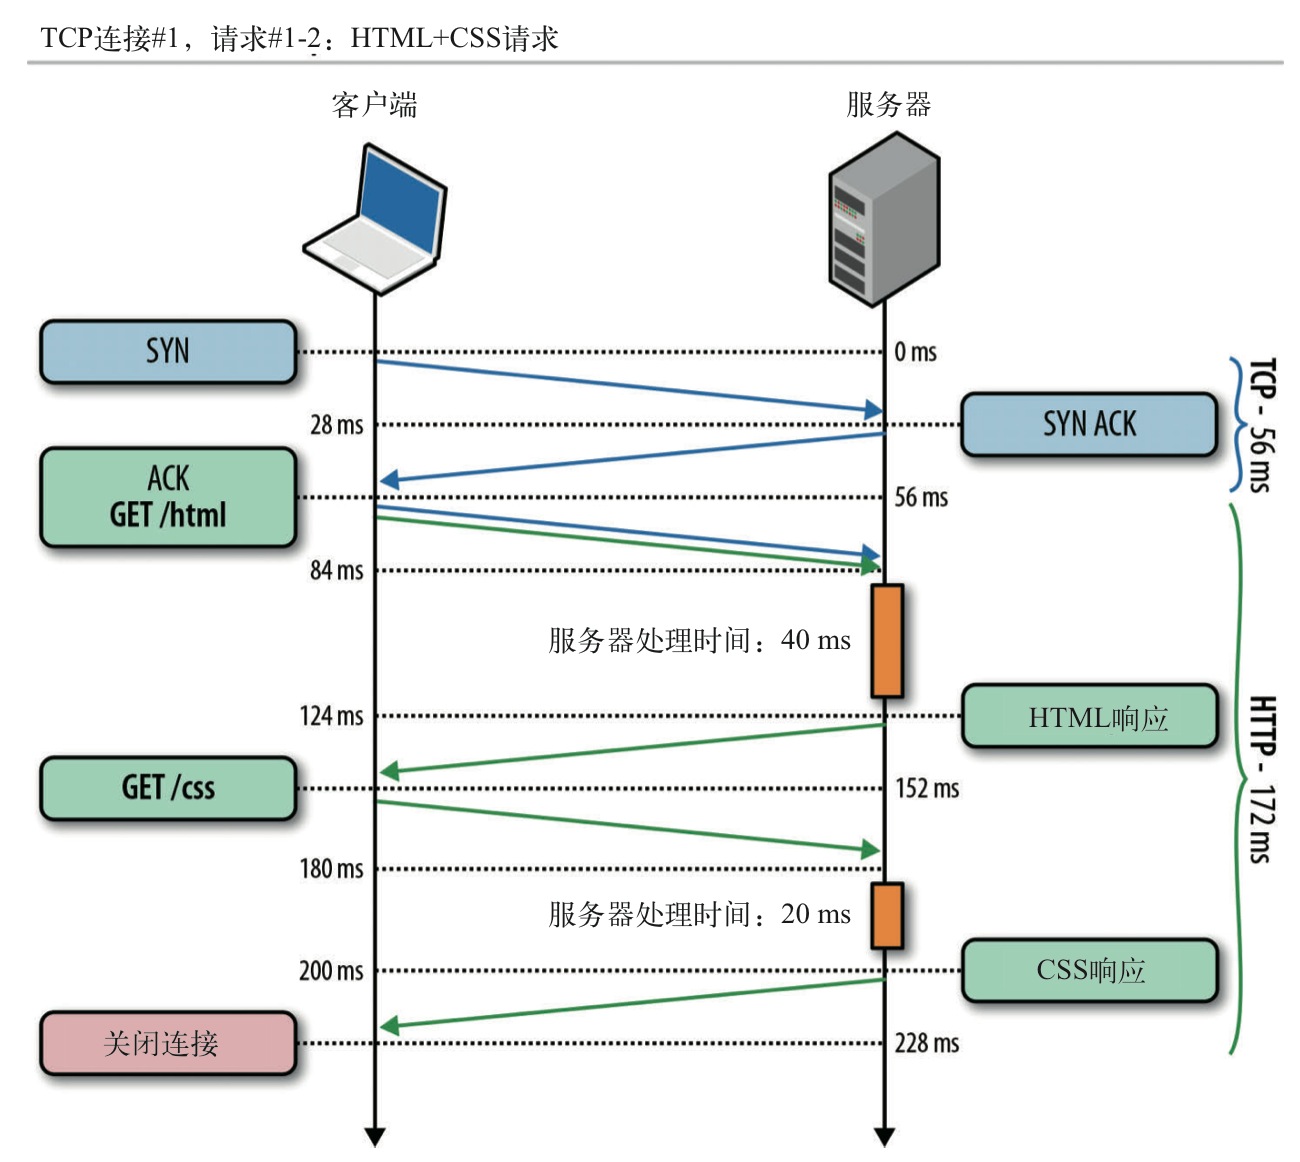 TCP连接#1，请求#1-2：HTML+CSS请求
客户端
服务器
SYN
0 ms
28 ms
SYN ACK
TCP - 56 ms
ACK
GET /html
56 ms
84 ms
服务器处理时间：40 ms
124 ms
HTML响应
HTTP - 172 ms
GET /css
152 ms
180 ms
服务器处理时间：20 ms
200 ms
CSS响应
关闭连接
228 ms